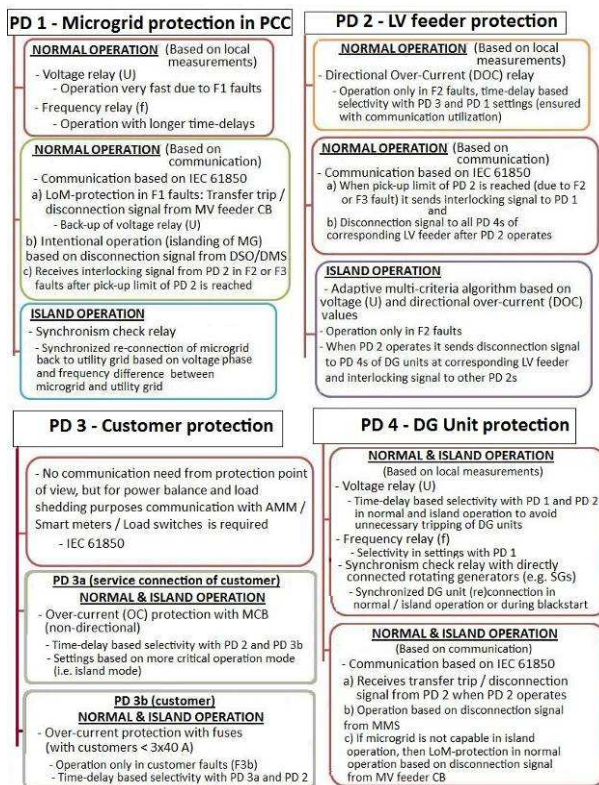 PD 1 - Microgrid protection in PCC
NORMAL OPERATION (Based on local
measurements)
- Voltage relay (U)
- Operation very fast due to F1 faults
- Frequency relay (f)
- Operation with longer time-delays
NORMAL OPERATION (Based on
communication)
- Communication based on IEC 61850
a) LoM-protection in F1 faults: Transfer trip /
disconnection signal from MV feeder CB
- Back-up of voltage relay (U)
b) Intentional operation (islanding of MG)
based on disconnection signal from DSO/DMS
c) Receives interlocking signal from PD 2 in F2 or F3
faults after pick-up limit of PD 2 is reached
ISLAND OPERATION
- Synchronism check relay
- Synchronized re-connection of microgrid
back to utility grid based on voltage phase
and frequency difference between
microgrid and utility grid
PD 2 - LV feeder protection
NORMAL OPERATION (Based on local
measurements)
- Directional Over-Current (DOC) relay
- Operation only in F2 faults, time-delay based
selectivity with PD 3 and PD 1 settings (ensured
with communication utilization)
NORMAL OPERATION (Based on
communication)
- Communication based on IEC 61850
a) When pick-up limit of PD 2 is reached (due to F2
or F3 fault) it sends interlocking signal to PD 1
and
b) Disconnection signal to all PD 4s of
corresponding LV feeder after PD 2 operates
ISLAND OPERATION
- Adaptive multi-criteria algorithm based on
voltage (U) and directional over-current (DOC)
values
- Operation only in F2 faults
- When PD 2 operates it sends disconnection signal
to PD 4s of DG units at corresponding LV feeder
and interlocking signal to other PD 2s
PD 3 - Customer protection
- No communication need from protection point
of view, but for power balance and load
shedding purposes communication with AMM /
Smart meters / Load switches is required
- IEC 61850
PD 3a (service connection of customer)
NORMAL & ISLAND OPERATION
- Over-current (OC) protection with MCB
(non-directional)
- Time-delay based selectivity with PD 2 and PD 3b
- Settings based on more critical operation mode
(i.e. island mode)
PD 3b (customer)
NORMAL & ISLAND OPERATION
- Over-current protection with fuses
(with customers < 3x40 A)
- Operation only in customer faults (F3b)
- Time-delay based selectivity with PD 3a and PD 2
PD 4 - DG Unit protection
NORMAL & ISLAND OPERATION
(Based on local measurements)
- Voltage relay (U)
- Time-delay based selectivity with PD 1 and PD 2
in normal and island operation to avoid
unnecessary tripping of DG units
- Frequency relay (f)
- Selectivity in settings with PD 1
- Synchronism check relay with directly
connected rotating generators (e.g. SGs)
- Synchronized DG unit (re)connection in
normal / island operation or during blackstart
NORMAL & ISLAND OPERATION
(Based on communication)
- Communication based on IEC 61850
a) Receives transfer trip / disconnection
signal from PD 2 when PD 2 operates
b) Operation based on disconnection signal
from MMS
c) If microgrid is not capable in island
operation, then LoM-protection in normal
operation based on disconnection signal
from MV feeder CB